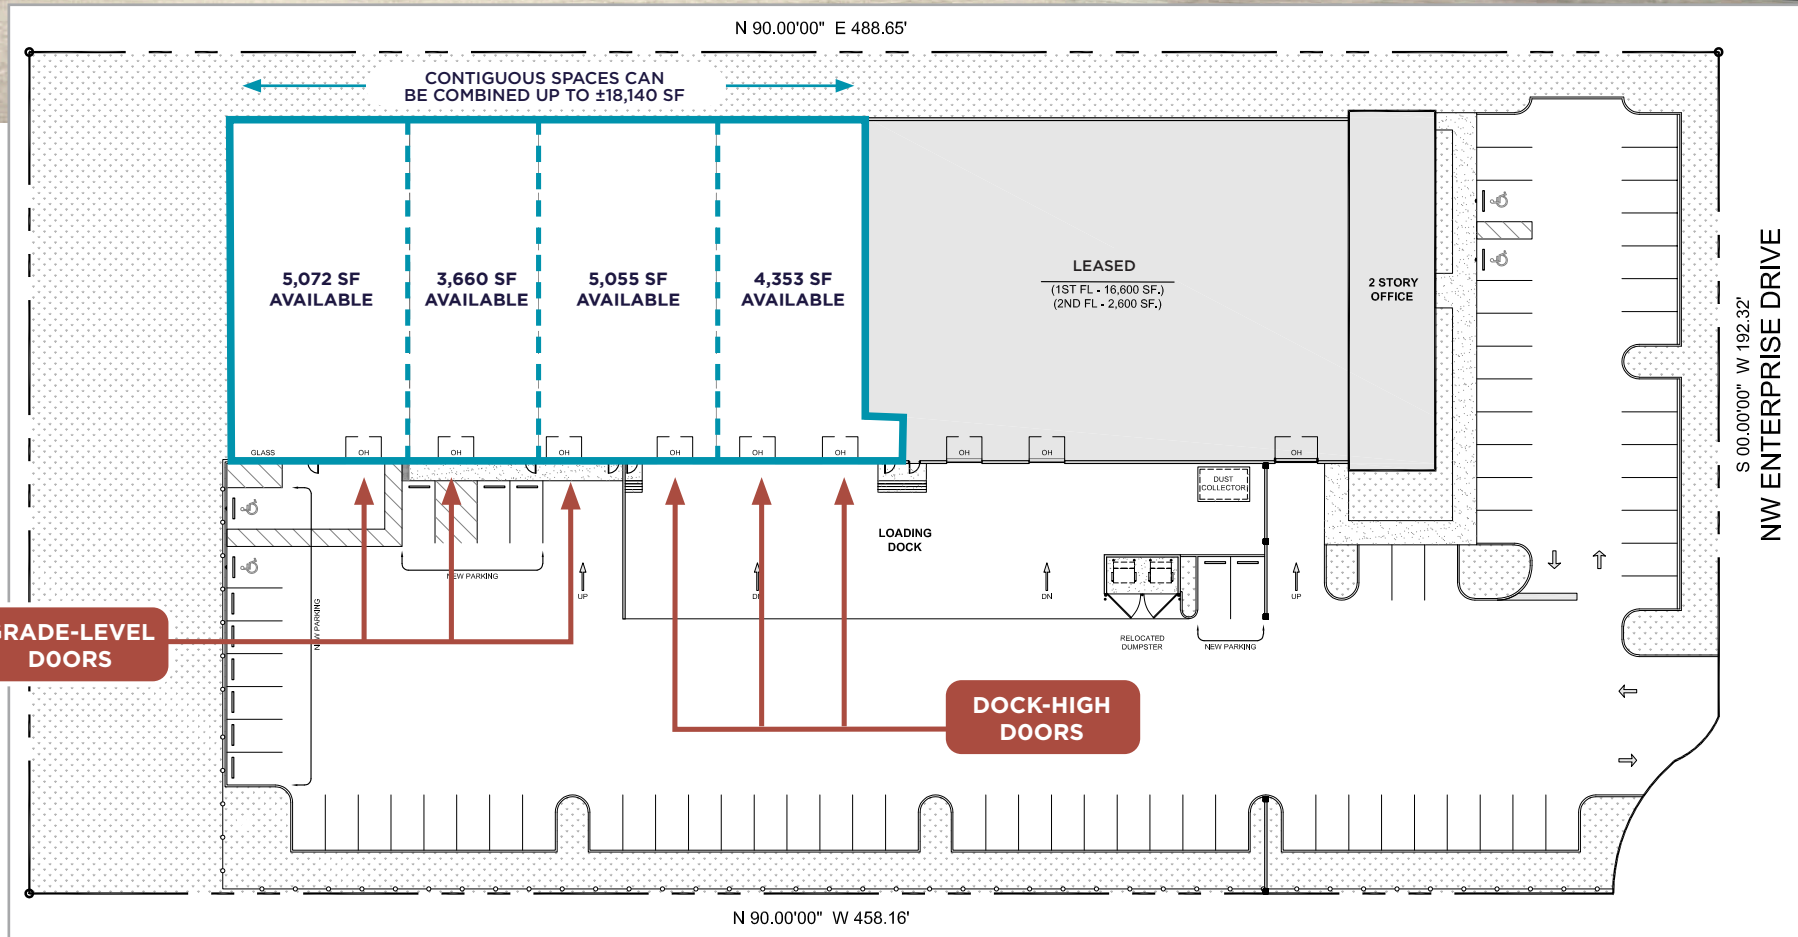 N 90.00'00" E 488.65'
CONTIGUOUS SPACES CAN
BE COMBINED UP TO ±18,140 SF
5,072 SF
AVAILABLE
3,660 SF
AVAILABLE
5,055 SF
AVAILABLE
4,353 SF
AVAILABLE
LEASED
(1ST FL - 16,600 SF.)
(2ND FL - 2,600 SF.)
2 STORY
OFFICE
S 00.00'00" W 192.32'
NW ENTERPRISE DRIVE
GLASS
OH
OH
OH
OH
OH
OH
OH
OH
OH
DUST
COLLECTOR
LOADING
DOCK
NEW PARKING
NEW PARKING
UP
DN
DN
UP
RELOCATED
DUMPSTER
NEW PARKING
GRADE-LEVEL
DOORS
DOCK-HIGH
DOORS
N 90.00'00" W 458.16'